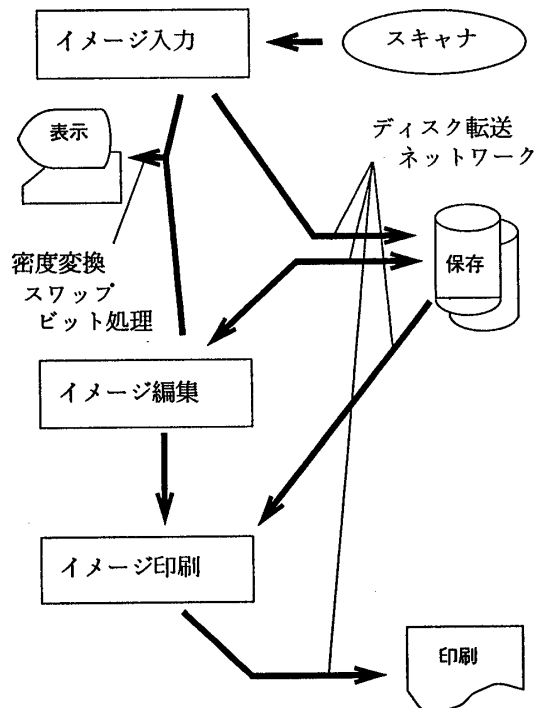 イメージ入力
スキャナ
表示
ディスク転送
ネットワーク
密度変換
スワップ
ビット処理
保存
イメージ編集
イメージ印刷
印刷